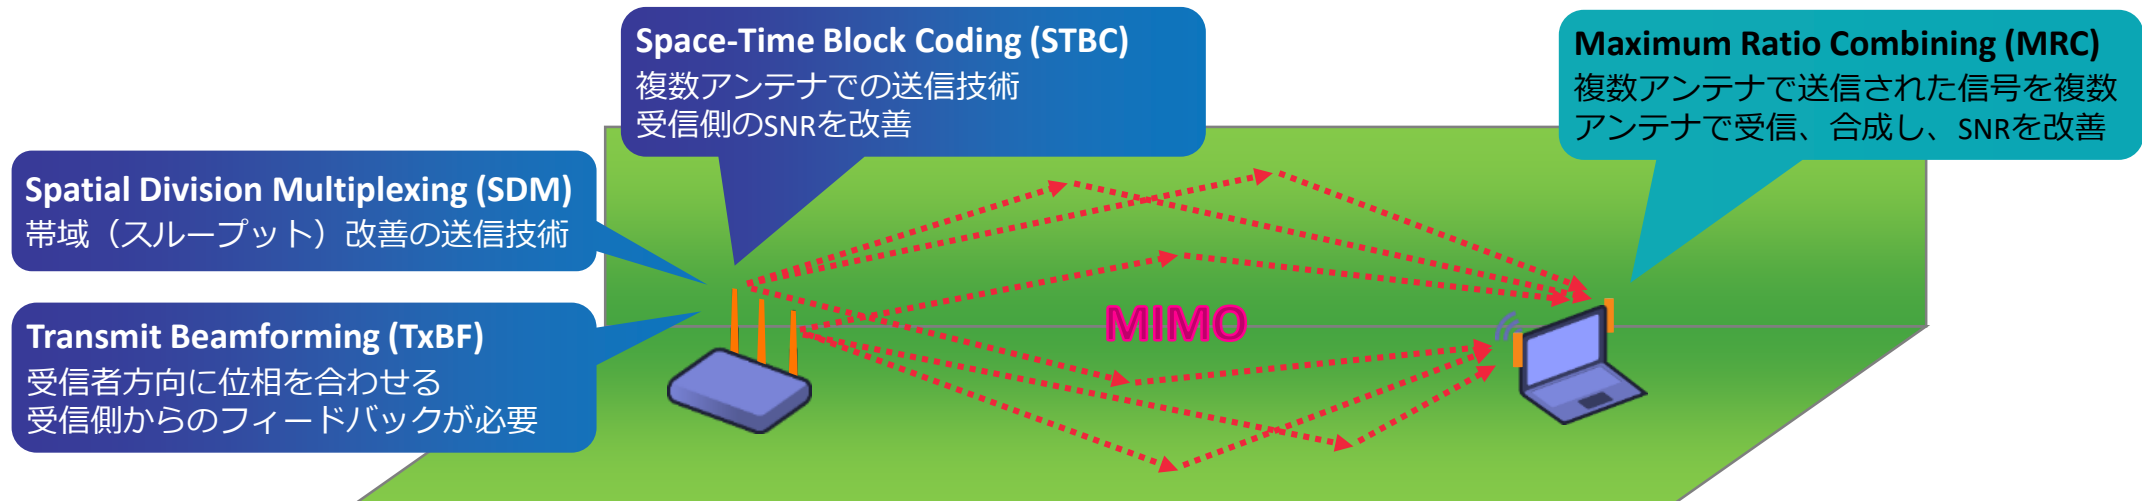 Space-Time Block Coding (STBC)
複数アンテナでの送信技術
受信側のSNRを改善
Maximum Ratio Combining (MRC)
複数アンテナで送信された信号を複数
アンテナで受信、合成し、SNRを改善
Spatial Division Multiplexing (SDM)
帯域（スループット）改善の送信技術
Transmit Beamforming (TxBF)
受信者方向に位相を合わせる
受信側からのフィードバックが必要
MIMO